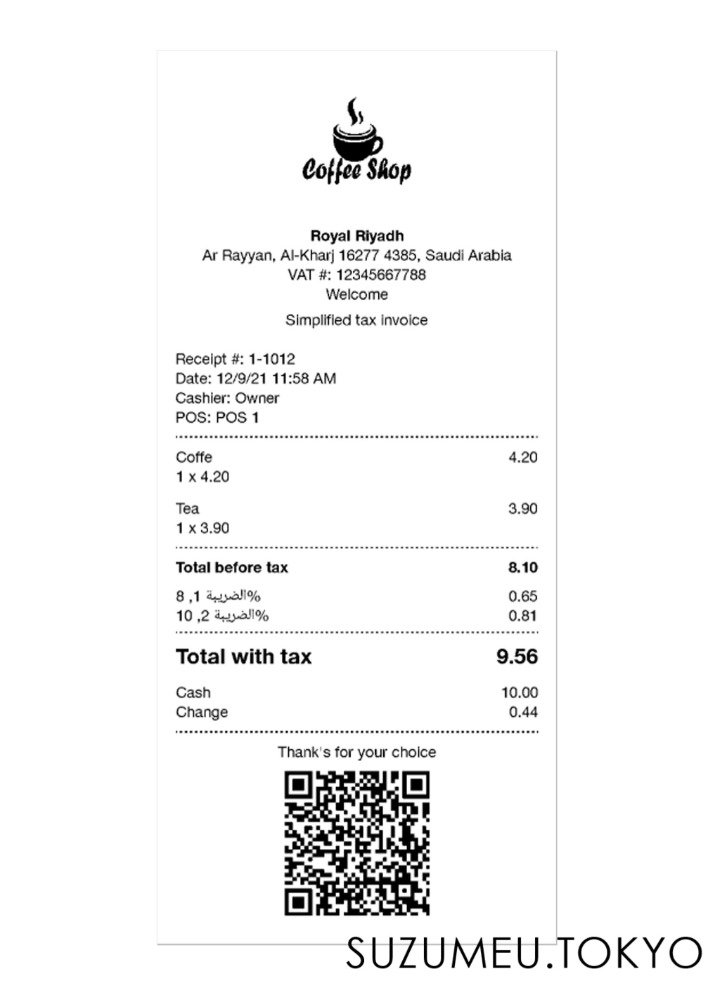 Coffee Shop
Royal Riyadh
Ar Rayyan, Al-Kharj 16277 4385, Saudi Arabia
VAT #: 12345667788
Welcome
Simplified tax invoice
Receipt #: 1-1012
Date: 12/9/21 11:58 AM
Cashier: Owner
POS: POS 1
Coffe 4.20
1 x 4.20
Tea 3.90
1 x 3.90
Total before tax 8.10
8 ,1 الضريبة% 0.65
10 ,2 الضريبة% 0.81
Total with tax 9.56
Cash 10.00
Change 0.44
Thank's for your choice
SUZUMEU.TOKYO